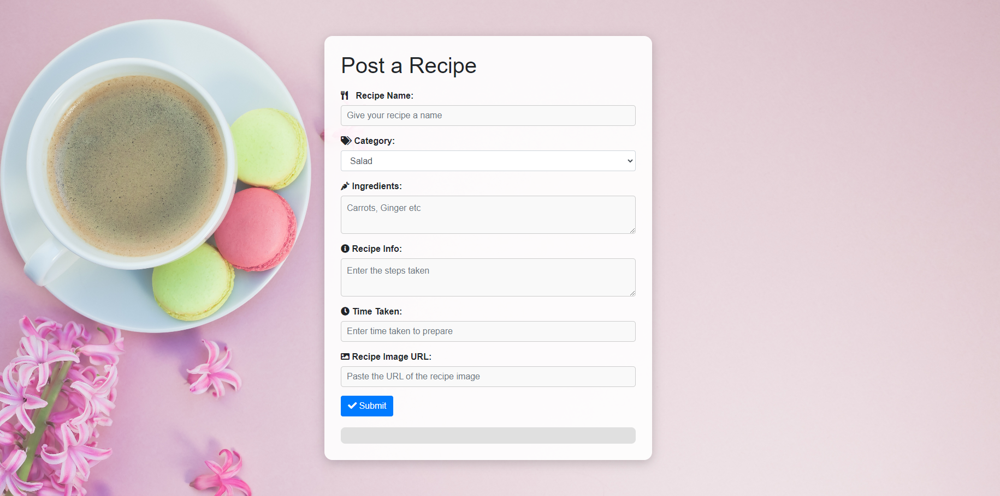 Post a Recipe
Recipe Name:
Give your recipe a name
Category:
Salad
Ingredients:
Carrots, Ginger etc
Recipe Info:
Enter the steps taken
Time Taken:
Enter time taken to prepare
Recipe Image URL:
Paste the URL of the recipe image
Submit